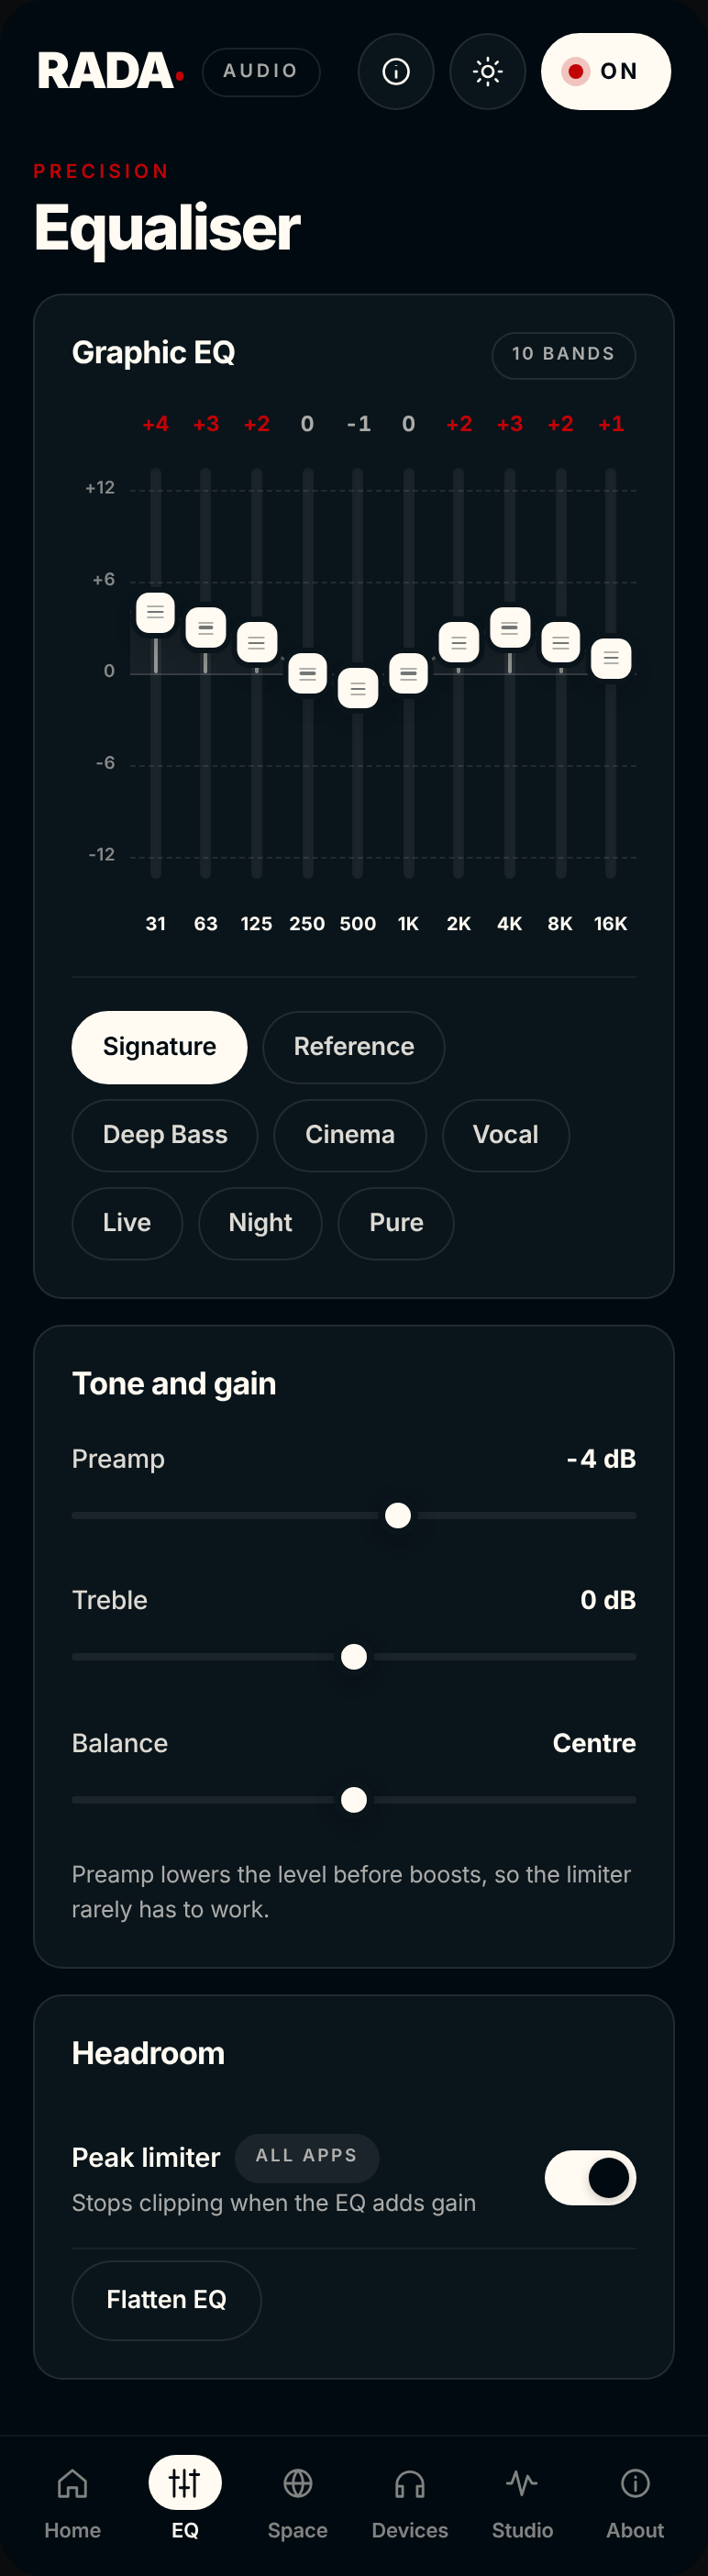 RADA. AUDIO ON
PRECISION
Equaliser
Graphic EQ 10 BANDS
+4 +3 +2 0 -1 0 +2 +3 +2 +1
+12
+6
0
-6
-12
31 63 125 250 500 1K 2K 4K 8K 16K
Signature Reference
Deep Bass Cinema Vocal
Live Night Pure
Tone and gain
Preamp -4 dB
Treble 0 dB
Balance Centre
Preamp lowers the level before boosts, so the limiter
rarely has to work.
Headroom
Peak limiter ALL APPS
Stops clipping when the EQ adds gain
Flatten EQ
Home EQ Space Devices Studio About